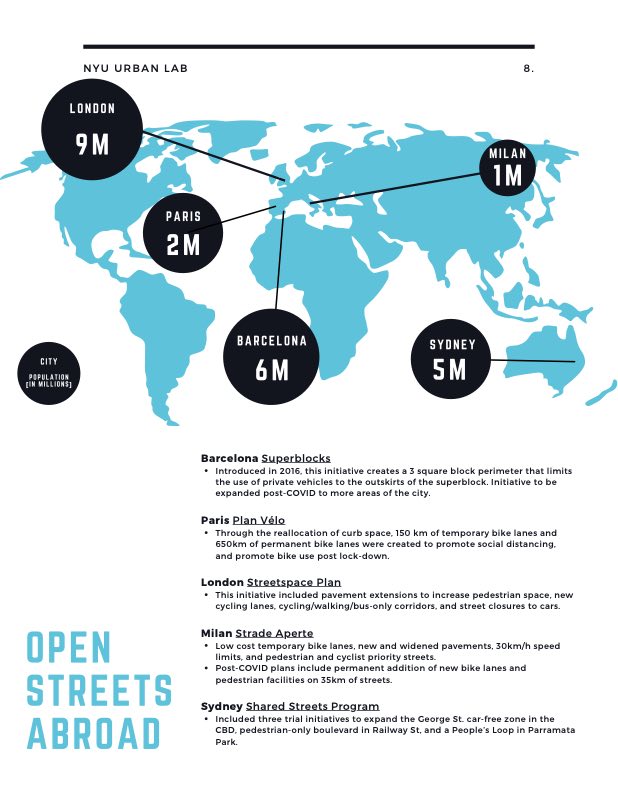 NYU URBAN LAB
8.
LONDON
9M
MILAN
1M
PARIS
2M
BARCELONA
6M
SYDNEY
5M
CITY
POPULATION
[IN MILLIONS]
Barcelona Superblocks
• Introduced in 2016, this initiative creates a 3 square block perimeter that limits
the use of private vehicles to the outskirts of the superblock. Initiative to be
expanded post-COVID to more areas of the city.
Paris Plan Vélo
• Through the reallocation of curb space, 150 km of temporary bike lanes and
650km of permanent bike lanes were created to promote social distancing,
and promote bike use post lock-down.
London Streetspace Plan
• This initiative included pavement extensions to increase pedestrian space, new
cycling lanes, cycling/walking/bus-only corridors, and street closures to cars.
Milan Strade Aperte
• Low cost temporary bike lanes, new and widened pavements, 30km/h speed
limits, and pedestrian and cyclist priority streets.
• Post-COVID plans include permanent addition of new bike lanes and
pedestrian facilities on 35km of streets.
Sydney Shared Streets Program
• Included three trial initiatives to expand the George St. car-free zone in the
CBD, pedestrian-only boulevard in Railway St, and a People's Loop in Parramata
Park.
OPEN
STREETS
ABROAD